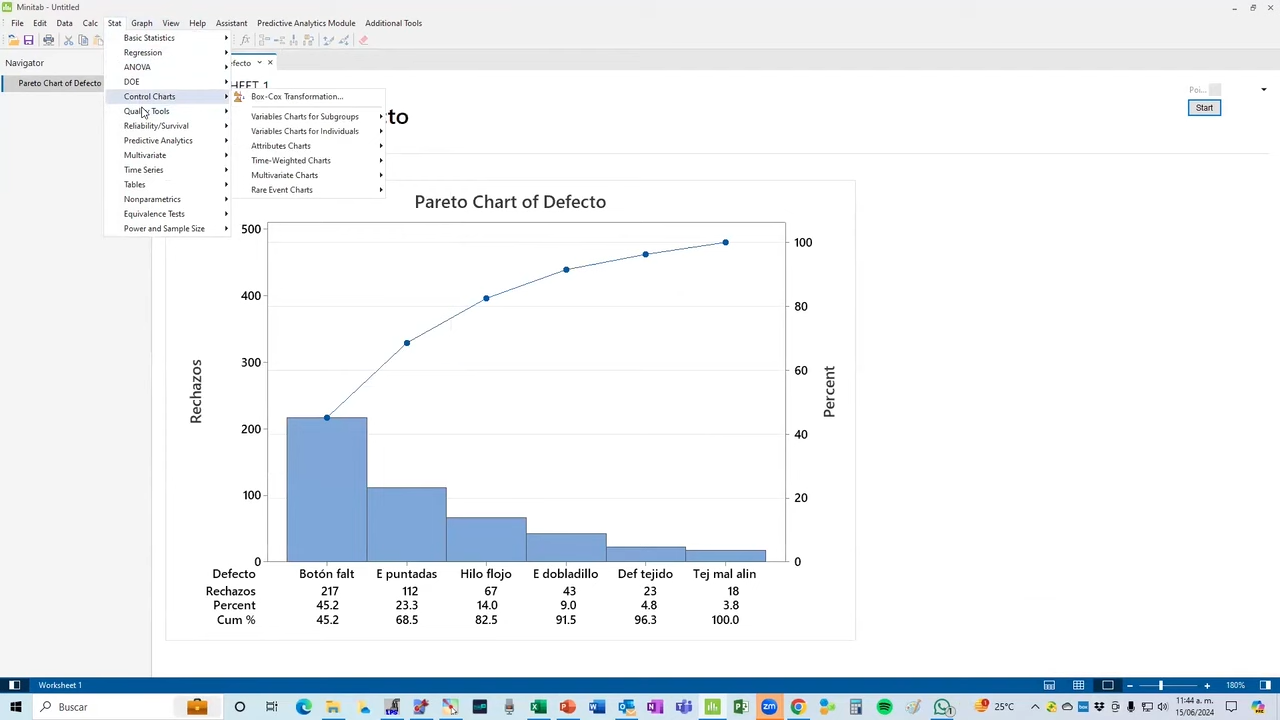 Minitab - Untitled
File Edit Data Calc Stat Graph View Help Assistant Predictive Analytics Module Additional Tools
Navigator
Pareto Chart of Defecto
Basic Statistics
Regression
ANOVA
DOE
Control Charts
Quality Tools
Reliability/Survival
Predictive Analytics
Multivariate
Time Series
Tables
Nonparametrics
Equivalence Tests
Power and Sample Size
Box-Cox Transformation...
Variables Charts for Subgroups
Variables Charts for Individuals
Attributes Charts
Time-Weighted Charts
Multivariate Charts
Rare Event Charts
efecto
HEET 1
cto
Poi...
Start
Pareto Chart of Defecto
500
400
300
200
100
0
Rechazos
100
80
60
40
20
0
Percent
Defecto Botón falt E puntadas Hilo flojo E dobladillo Def tejido Tej mal alin
Rechazos 217 112 67 43 23 18
Percent 45.2 23.3 14.0 9.0 4.8 3.8
Cum % 45.2 68.5 82.5 91.5 96.3 100.0
Worksheet 1
180%
Buscar
25°C
11:44 a. m.
15/06/2024